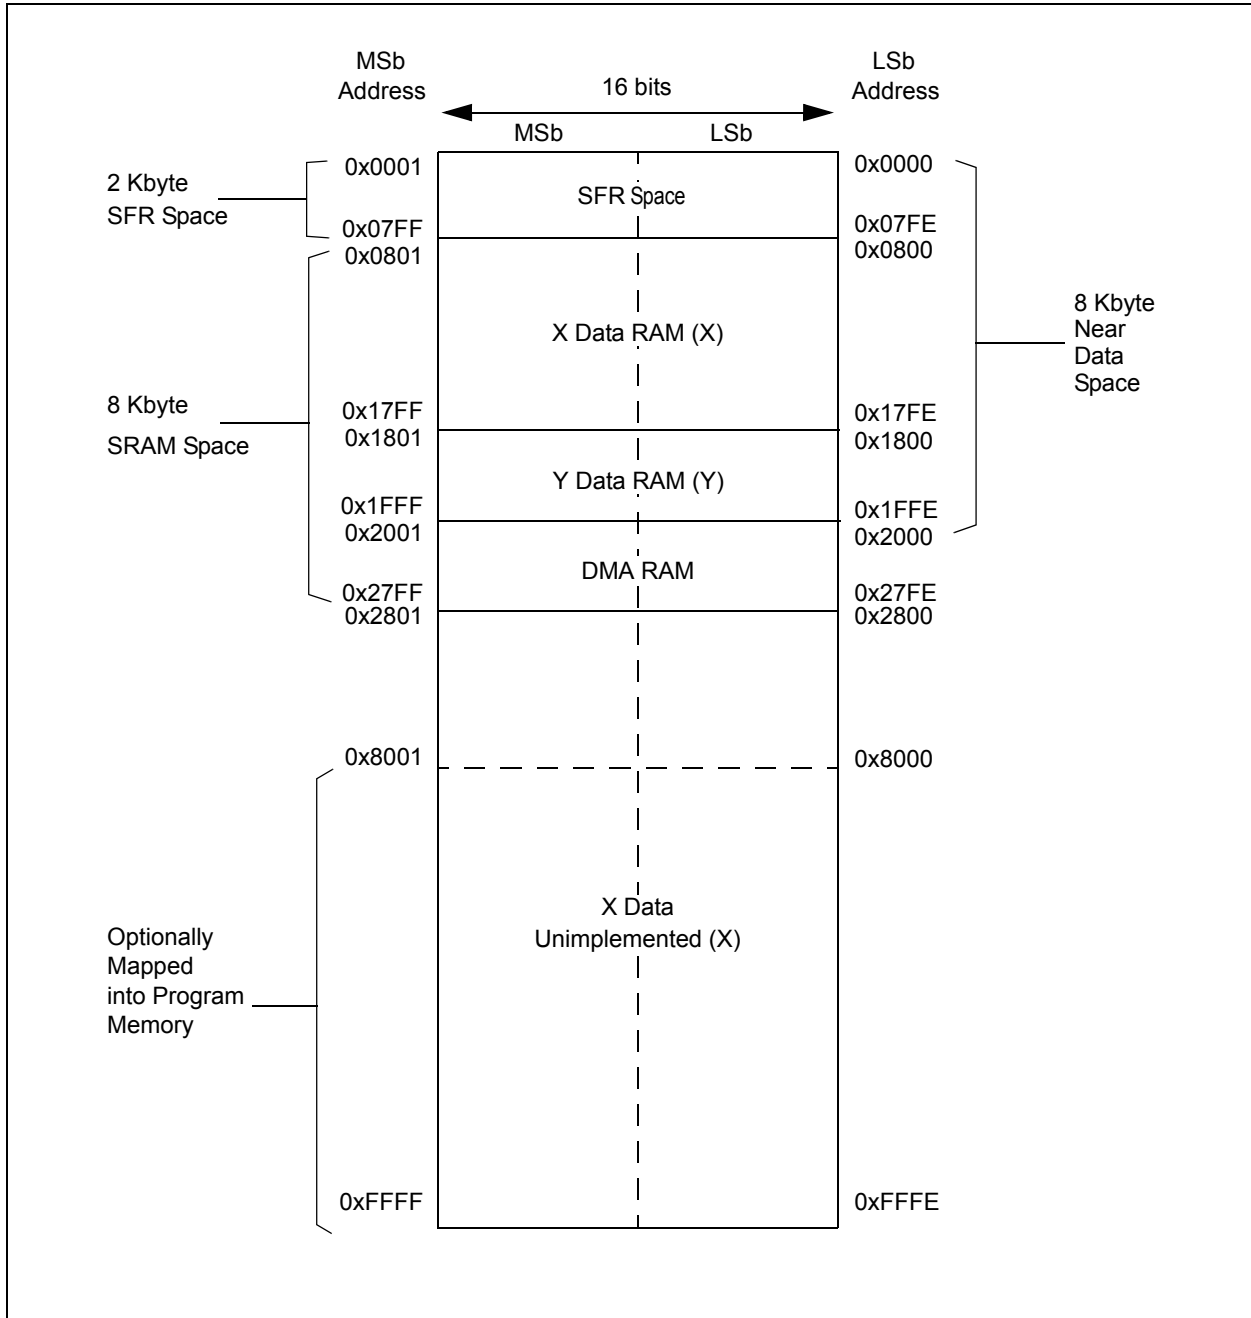 MSb
Address
16 bits
LSb
Address
MSb
LSb
0x0001
0x0000
2 Kbyte
SFR Space
SFR Space
0x07FF
0x07FE
0x0801
0x0800
X Data RAM (X)
8 Kbyte
Near
Data
Space
8 Kbyte
SRAM Space
0x17FF
0x17FE
0x1801
0x1800
Y Data RAM (Y)
0x1FFF
0x1FFE
0x2001
0x2000
DMA RAM
0x27FF
0x27FE
0x2801
0x2800
0x8001
0x8000
X Data
Unimplemented (X)
Optionally
Mapped
into Program
Memory
0xFFFF
0xFFFE